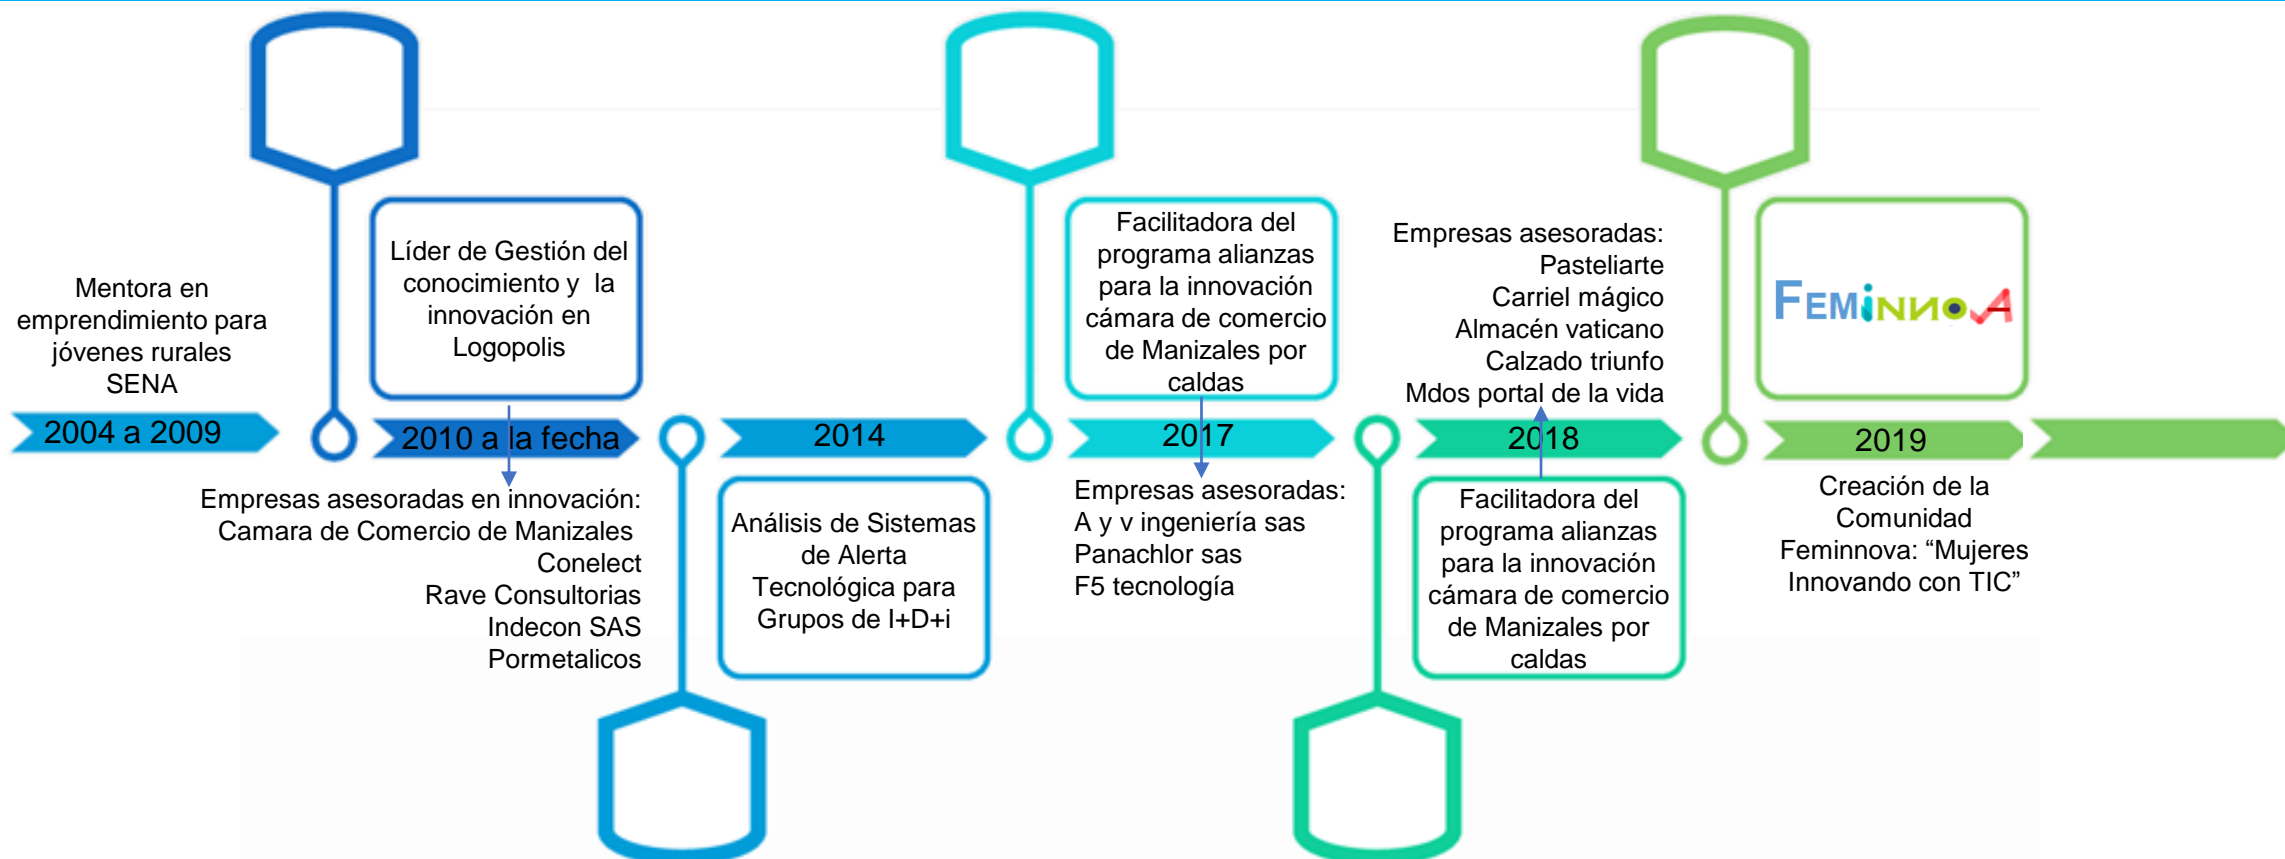 Mentora en
emprendimiento para
jóvenes rurales
SENA
2004 a 2009
Líder de Gestión del
conocimiento y  la
innovación en
Logopolis
2010 a la fecha
Empresas asesoradas en innovación:
Camara de Comercio de Manizales
Conelect
Rave Consultorias
Indecon SAS
Pormetalicos
2014
Análisis de Sistemas
de Alerta
Tecnológica para
Grupos de I+D+i
Facilitadora del
programa alianzas
para la innovación
cámara de comercio
de Manizales por
caldas
2017
Empresas asesoradas:
A y v ingeniería sas
Panachlor sas
F5 tecnología
Empresas asesoradas:
Pasteliarte
Carriel mágico
Almacén vaticano
Calzado triunfo
Mdos portal de la vida
2018
Facilitadora del
programa alianzas
para la innovación
cámara de comercio
de Manizales por
caldas
FEMiNNOVA
2019
Creación de la
Comunidad
Feminnova: “Mujeres
Innovando con TIC”